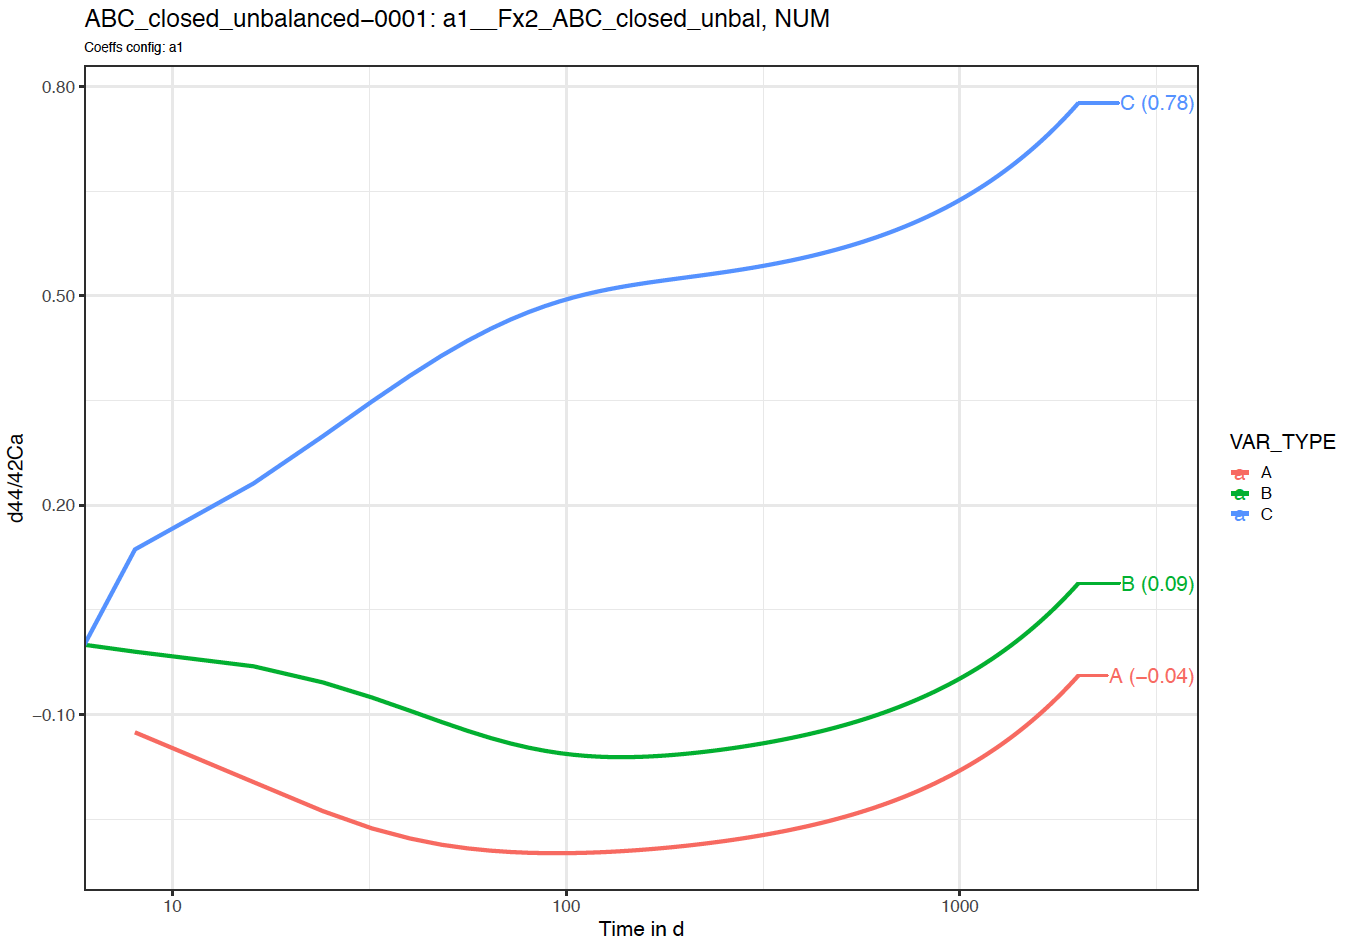 ABC_closed_unbalanced−0001: a1__Fx2_ABC_closed_unbal, NUM
Coeffs config: a1
0.80
0.50
0.20
−0.10
d44/42Ca
C (0.78)
B (0.09)
A (−0.04)
10
100
1000
Time in d
VAR_TYPE
a A
a B
a C